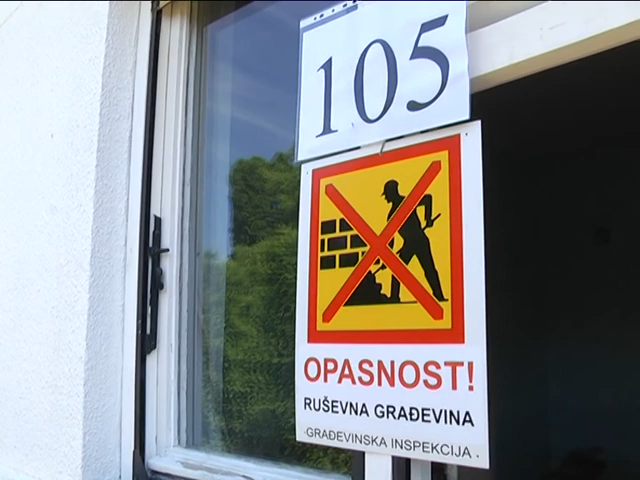 105
OPASNOST!
RUŠEVNA GRAĐEVINA
GRAĐEVINSKA INSPEKCIJA